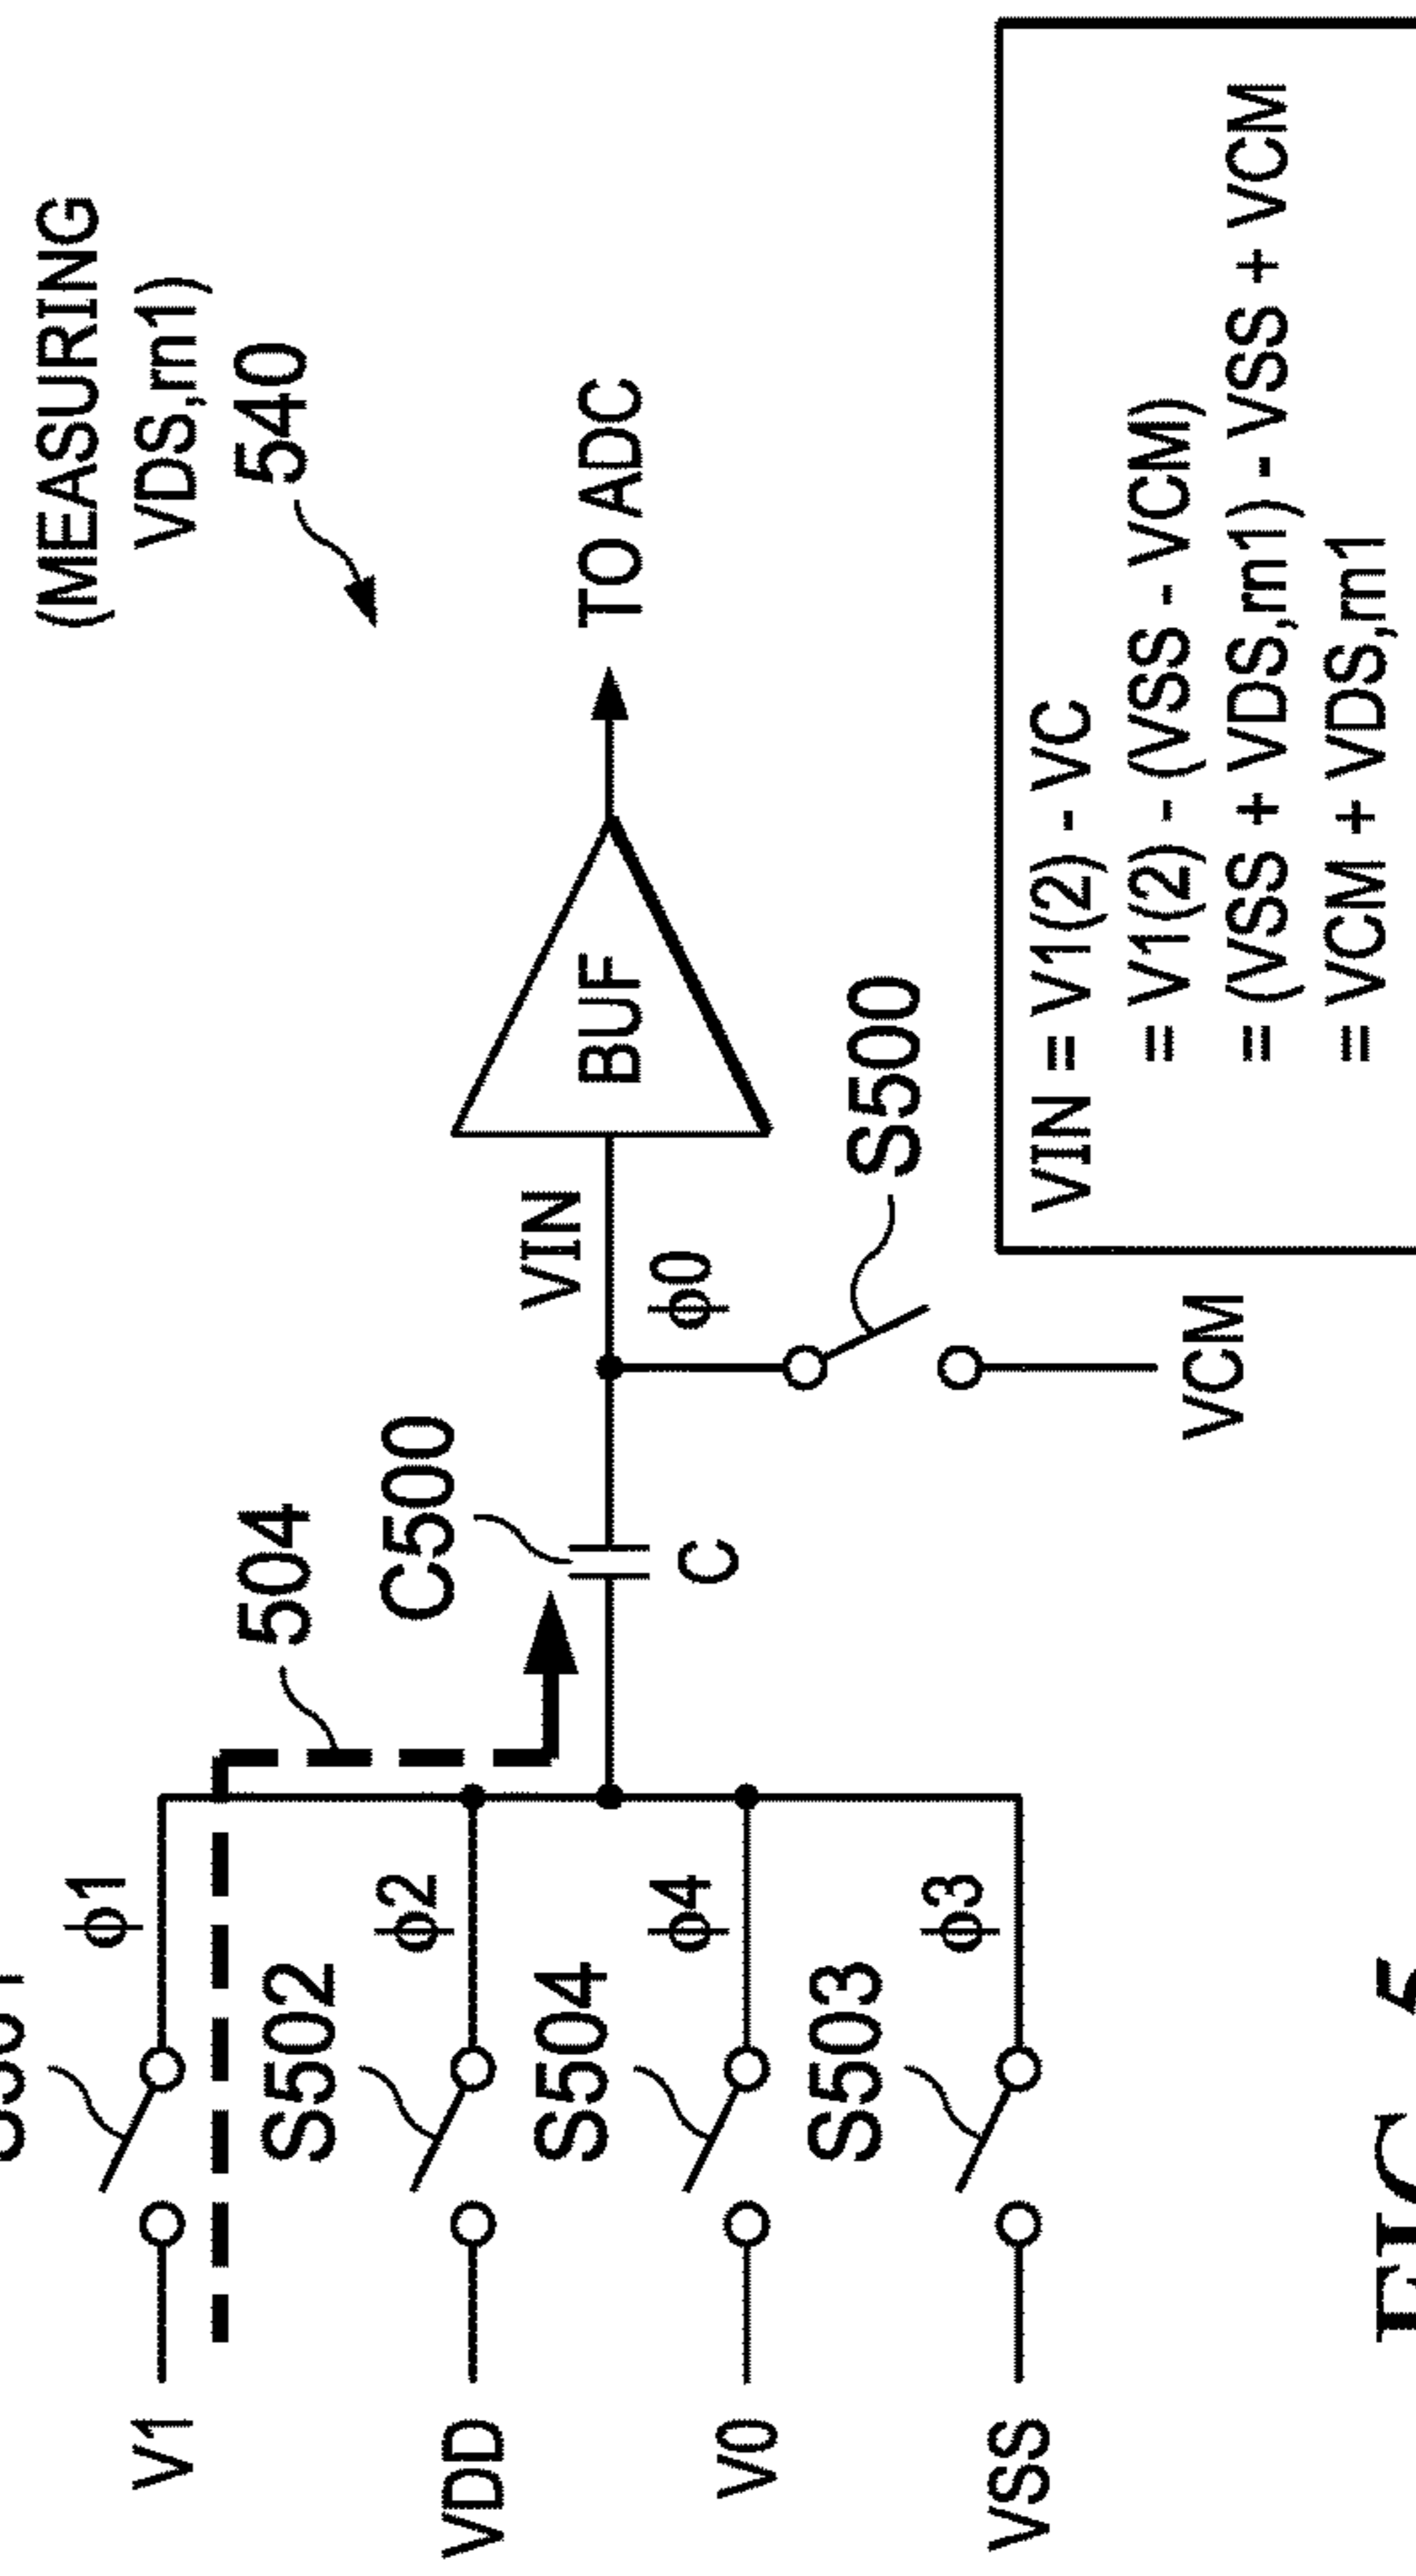 (MEASURING
VDS,rn1)
540
504
φ1
V1
C500
VIN
BUF
TO ADC
S502
φ2
VDD
C
φ0
S504
φ4
V0
S500
S503
φ3
VSS
VCM
VIN = V1(2) - VC
= V1(2) - (VSS - VCM)
= (VSS + VDS,rn1) - VSS + VCM
= VCM + VDS,rn1